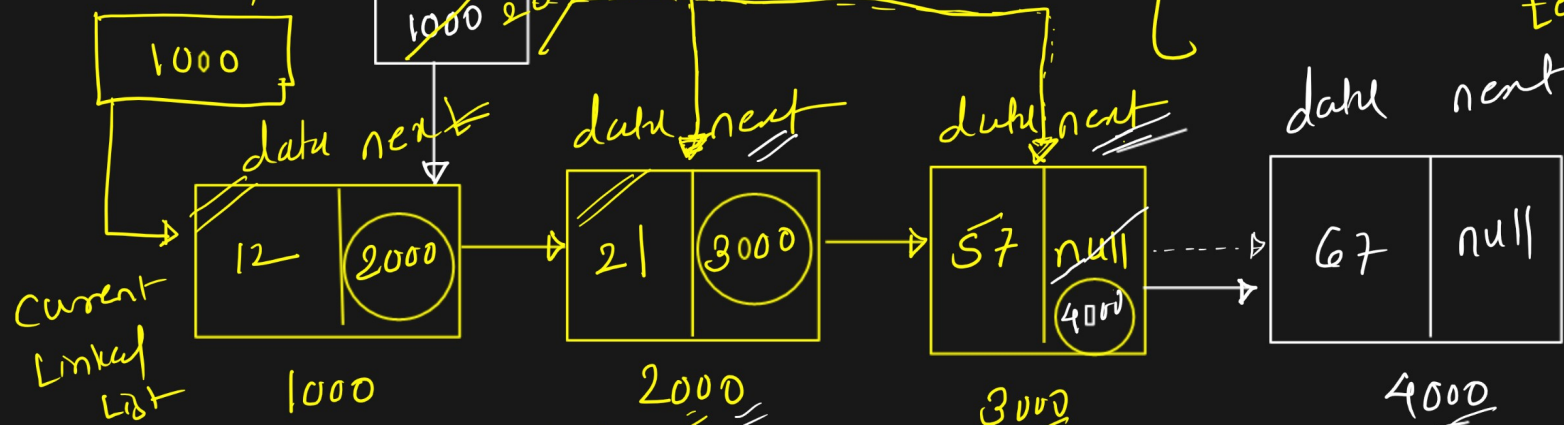 1000
1000
data next
data next
data next
data next
12 2000
21 3000
57 null
4000
67 null
Current
Linked
List
1000
2000
3000
4000